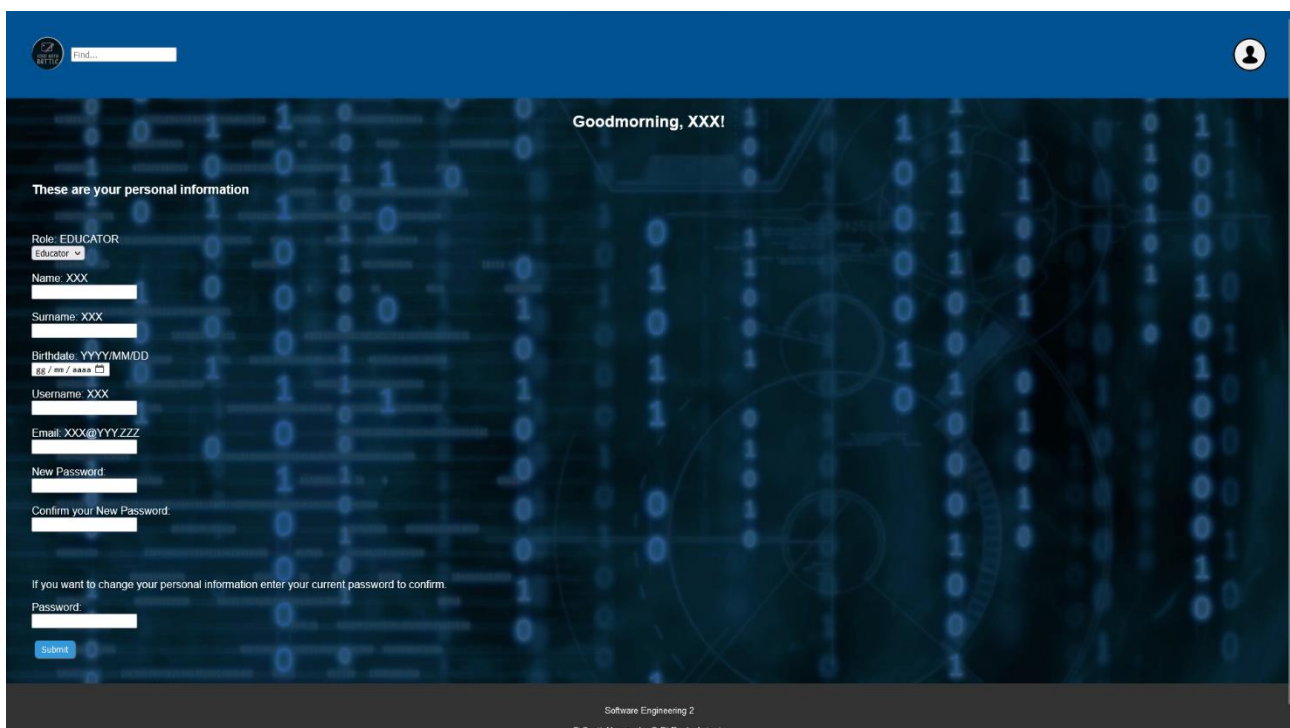 Find...
Goodmorning, XXX!
These are your personal information
Role: EDUCATOR
Educator
Name: XXX
Surname: XXX
Birthdate: YYYY/MM/DD
gg / mm / aaaa
Username: XXX
Email: XXX@YYY.ZZZ
New Password:
Confirm your New Password:
If you want to change your personal information enter your current password to confirm.
Password:
Submit
Software Engineering 2